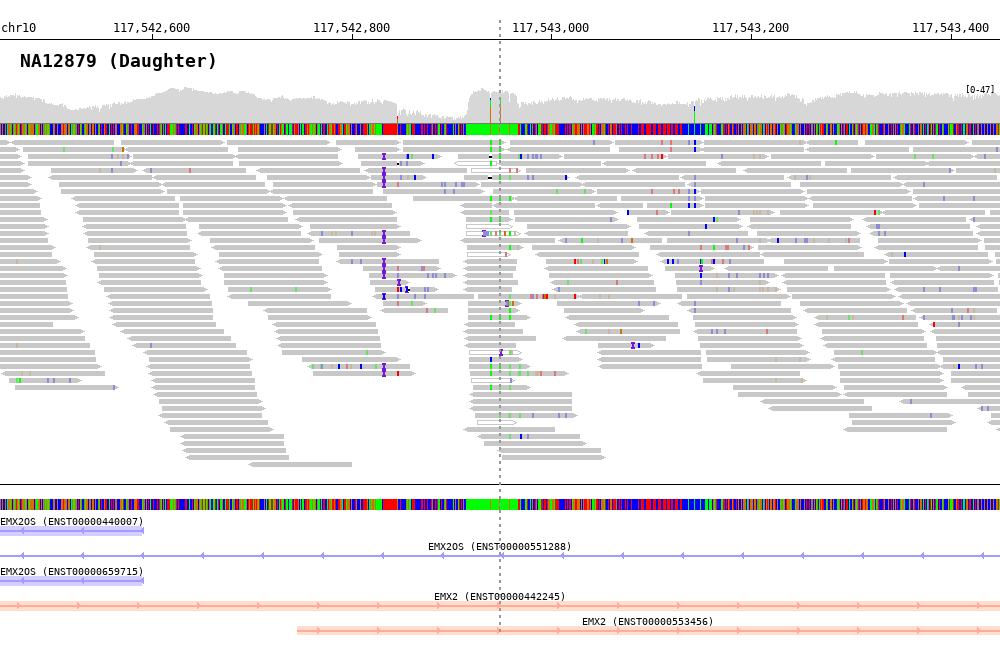 chr10 117,542,600 117,542,800 117,543,000 117,543,200 117,543,400
NA12879 (Daughter)
[0-47]
EMX2OS (ENST00000440007)
EMX2OS (ENST00000551288)
EMX2OS (ENST00000659715)
EMX2 (ENST00000442245)
EMX2 (ENST00000553456)